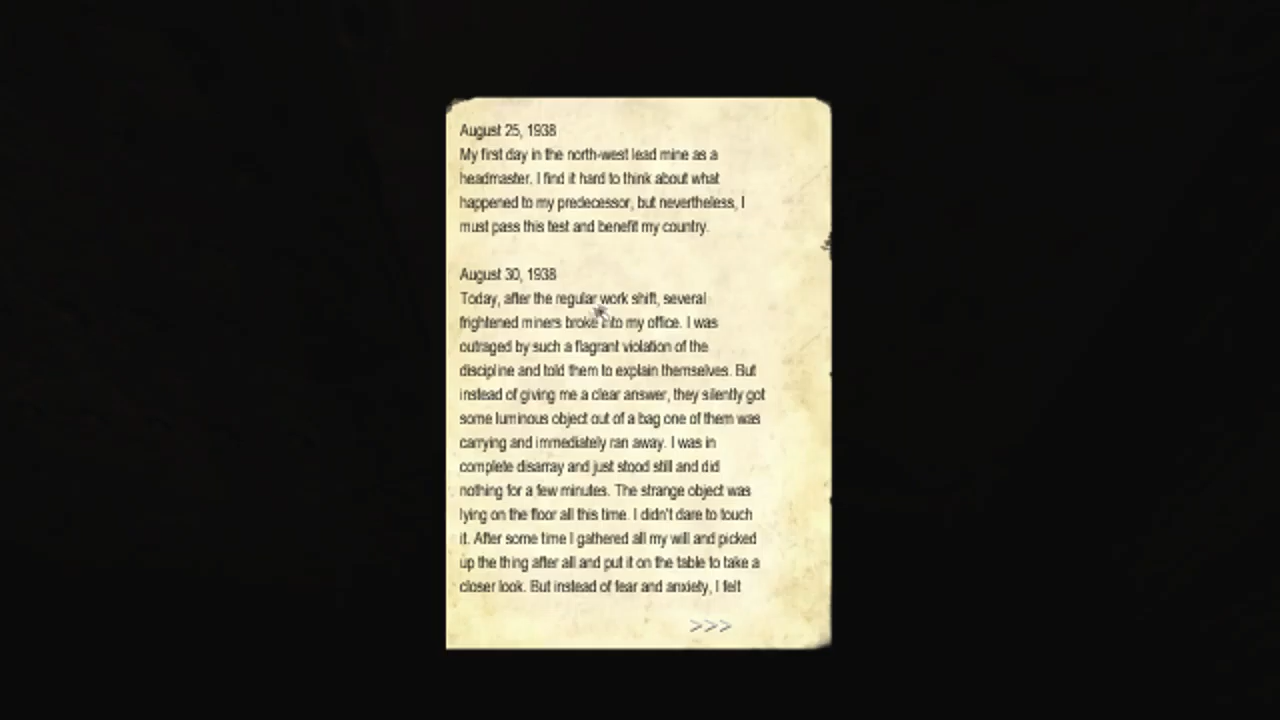 August 25, 1938
My first day in the north-west lead mine as a
headmaster. I find it hard to think about what
happened to my predecessor, but nevertheless, I
must pass this test and benefit my country.
August 30, 1938
Today, after the regular work shift, several
frightened miners broke into my office. I was
outraged by such a flagrant violation of the
discipline and told them to explain themselves. But
instead of giving me a clear answer, they silently got
some luminous object out of a bag one of them was
carrying and immediately ran away. I was in
complete disarray and just stood still and did
nothing for a few minutes. The strange object was
lying on the floor all this time. I didn't dare to touch
it. After some time I gathered all my will and picked
up the thing after all and put it on the table to take a
closer look. But instead of fear and anxiety, I felt
>>>